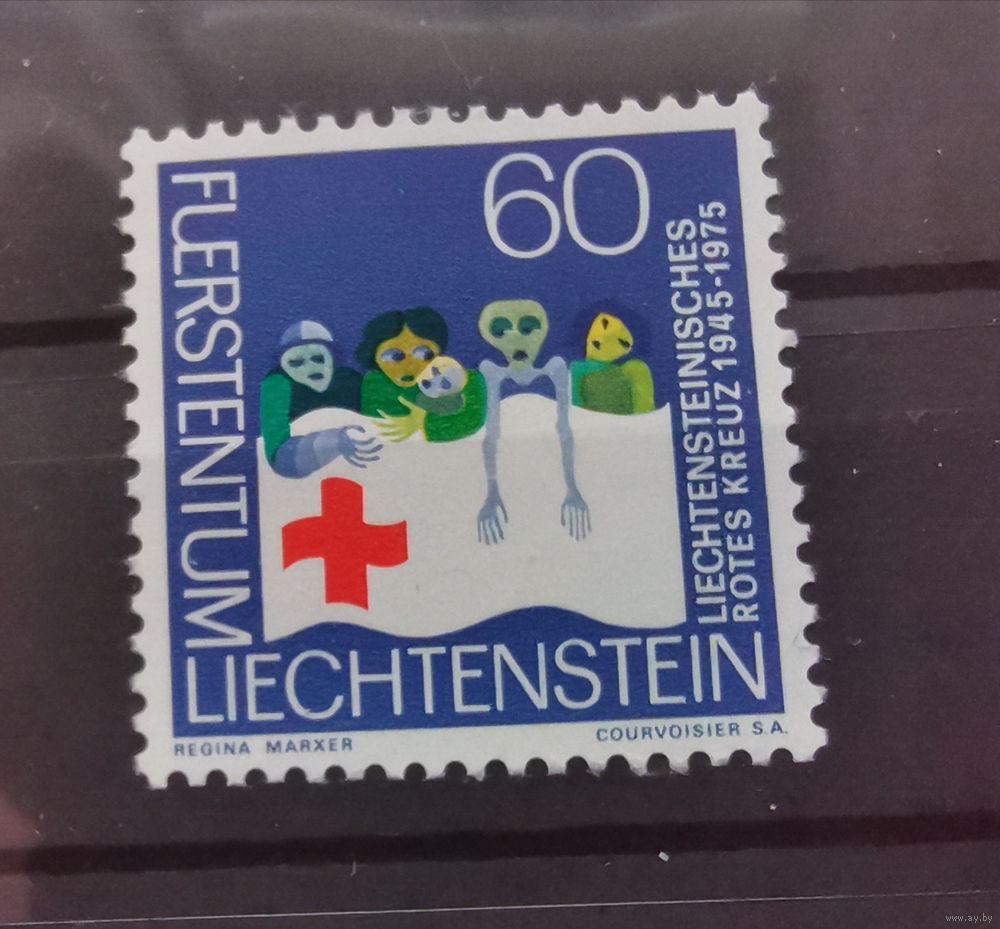 60
FUERSTENTUM
LIECHTENSTEIN
LIECHTENSTEINISCHES
ROTES KREUZ 1945-1975
REGINA MARXER
COURVOISIER S.A.
www.ay.by